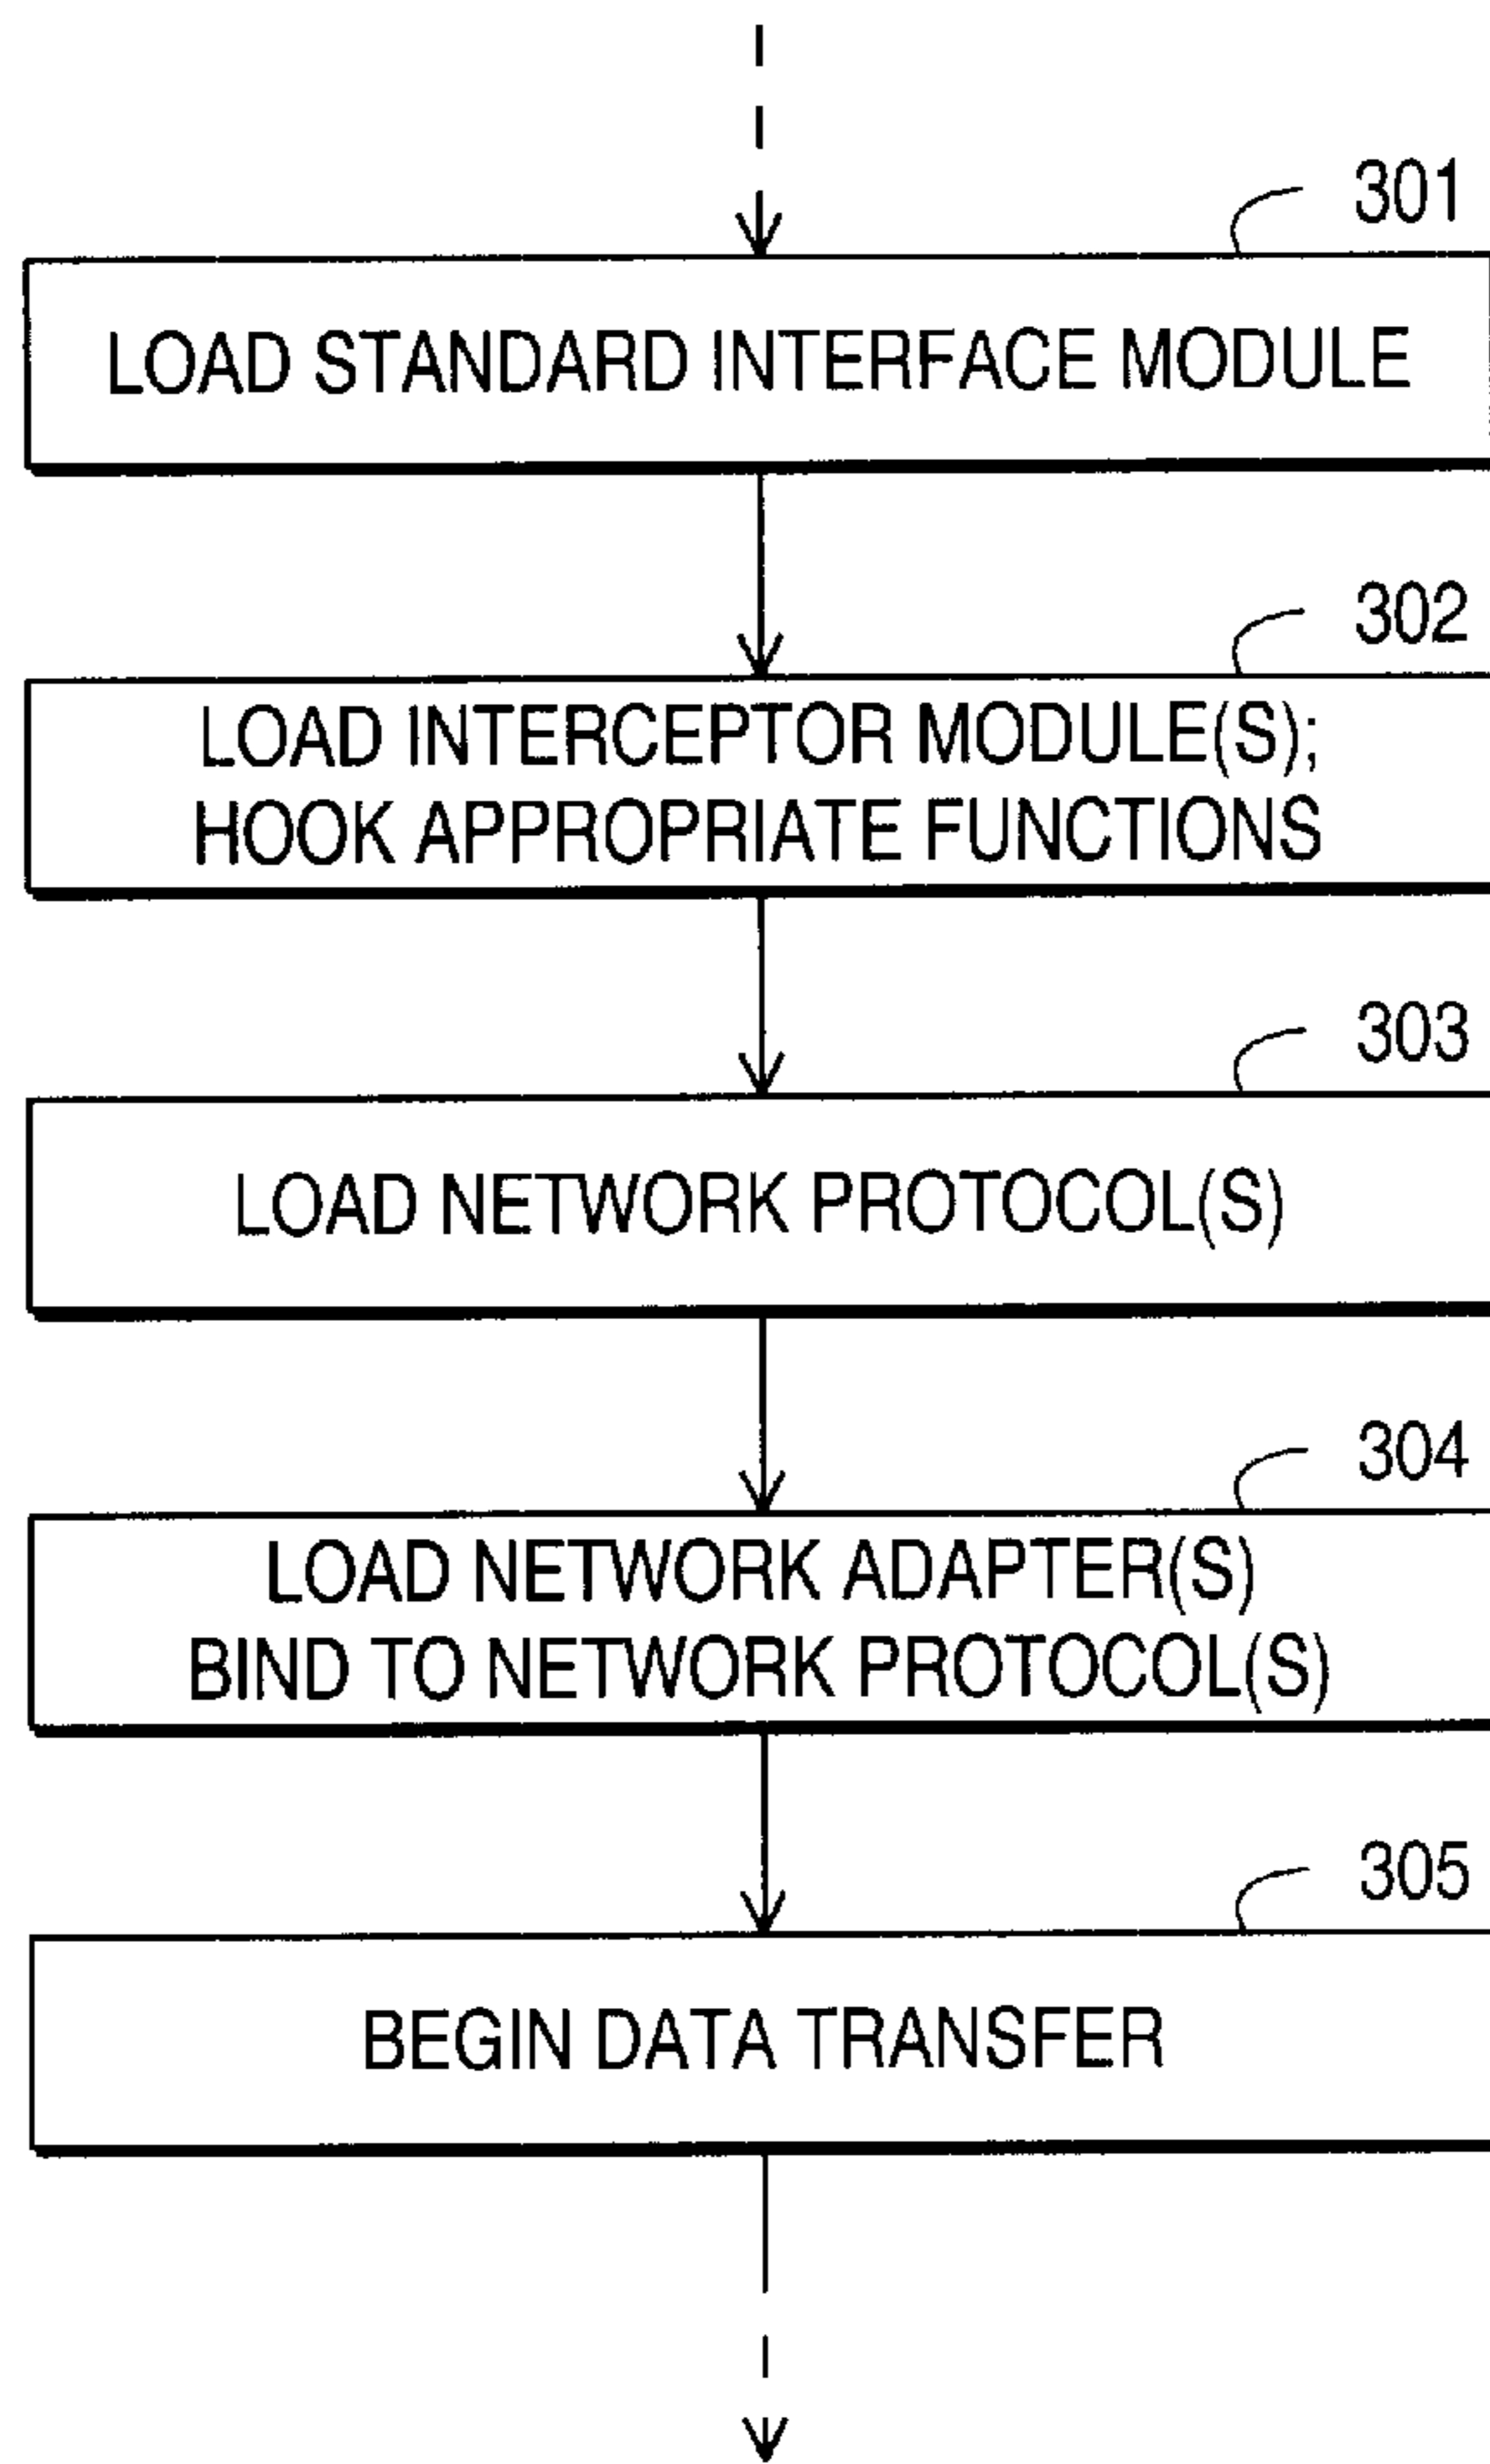 301
LOAD STANDARD INTERFACE MODULE
302
LOAD INTERCEPTOR MODULE(S);
HOOK APPROPRIATE FUNCTIONS
303
LOAD NETWORK PROTOCOL(S)
304
LOAD NETWORK ADAPTER(S)
BIND TO NETWORK PROTOCOL(S)
305
BEGIN DATA TRANSFER